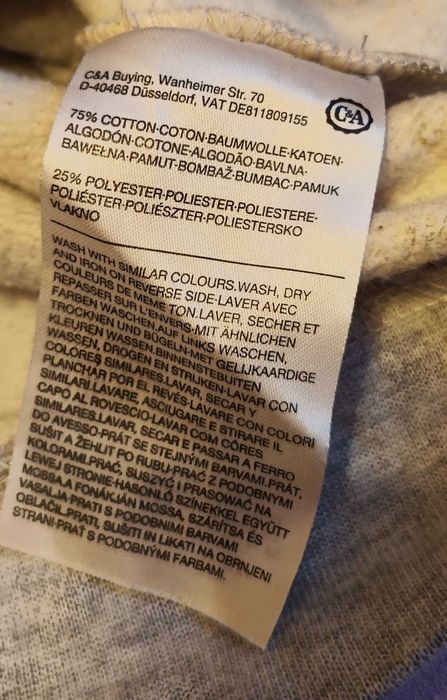 C&A Buying, Wanheimer Str. 70
D-40468 Düsseldorf, VAT DE811809155
C&A
75% COTTON·COTON·BAUMWOLLE·KATOEN·
ALGODÓN·COTONE·ALGODÃO·BAVLNA·
BAWEŁNA·PAMUT·BOMBAŽ·BUMBAC·PAMUK
25% POLYESTER·POLIESTER·POLIESTERE·
POLIÉSTER·POLIÉSZTER·POLIESTERSKO
VLAKNO
WASH WITH SIMILAR COLOURS.WASH, DRY
AND IRON ON REVERSE SIDE·LAVER AVEC
COULEURS DE MEME TON.LAVER, SECHER ET
REPASSER SUR L'ENVERS·MIT ÄHNLICHEN
FARBEN WASCHEN.AUF LINKS WASCHEN,
TROCKNEN UND BÜGELN·MET GELIJKAARDIGE
KLEUREN WASSEN.BINNENSTEBUITEN
WASSEN, DROGEN EN STRIJKEN·LAVAR CON
COLORES SIMILARES.LAVAR, SECAR Y
PLANCHAR POR EL REVÉS·LAVARE CON COLORI
SIMILARI.LAVARE, ASCIUGARE E STIRARE IL
CAPO AL ROVESCIO·LAVAR COM CÔRES
SIMILARES.LAVAR, SECAR E PASSAR A FERRO
DO AVESSO·PRÁT SE STEJNÝMI BARVAMI.PRÁT,
SUŠIT A ŽEHLIT PO RUBU·PRAĆ Z PODOBNYMI
KOLORAMI.PRAĆ, SUSZYĆ I PRASOWAĆ NA
LEWEJ STRONIE·HASONLÓ SZÍNEKKEL EGYÜTT
MOSSA.A FONÁKJÁN MOSSA, SZÁRÍTSA ÉS
VASALJA PRATI S PODOBNIMI BARVAMI
OBLAČIL.PRATI, SUŠITI IN LIKATI NA OBRNJENI
STRANI·PRAŤ S PODOBNÝMI FARBAMI.